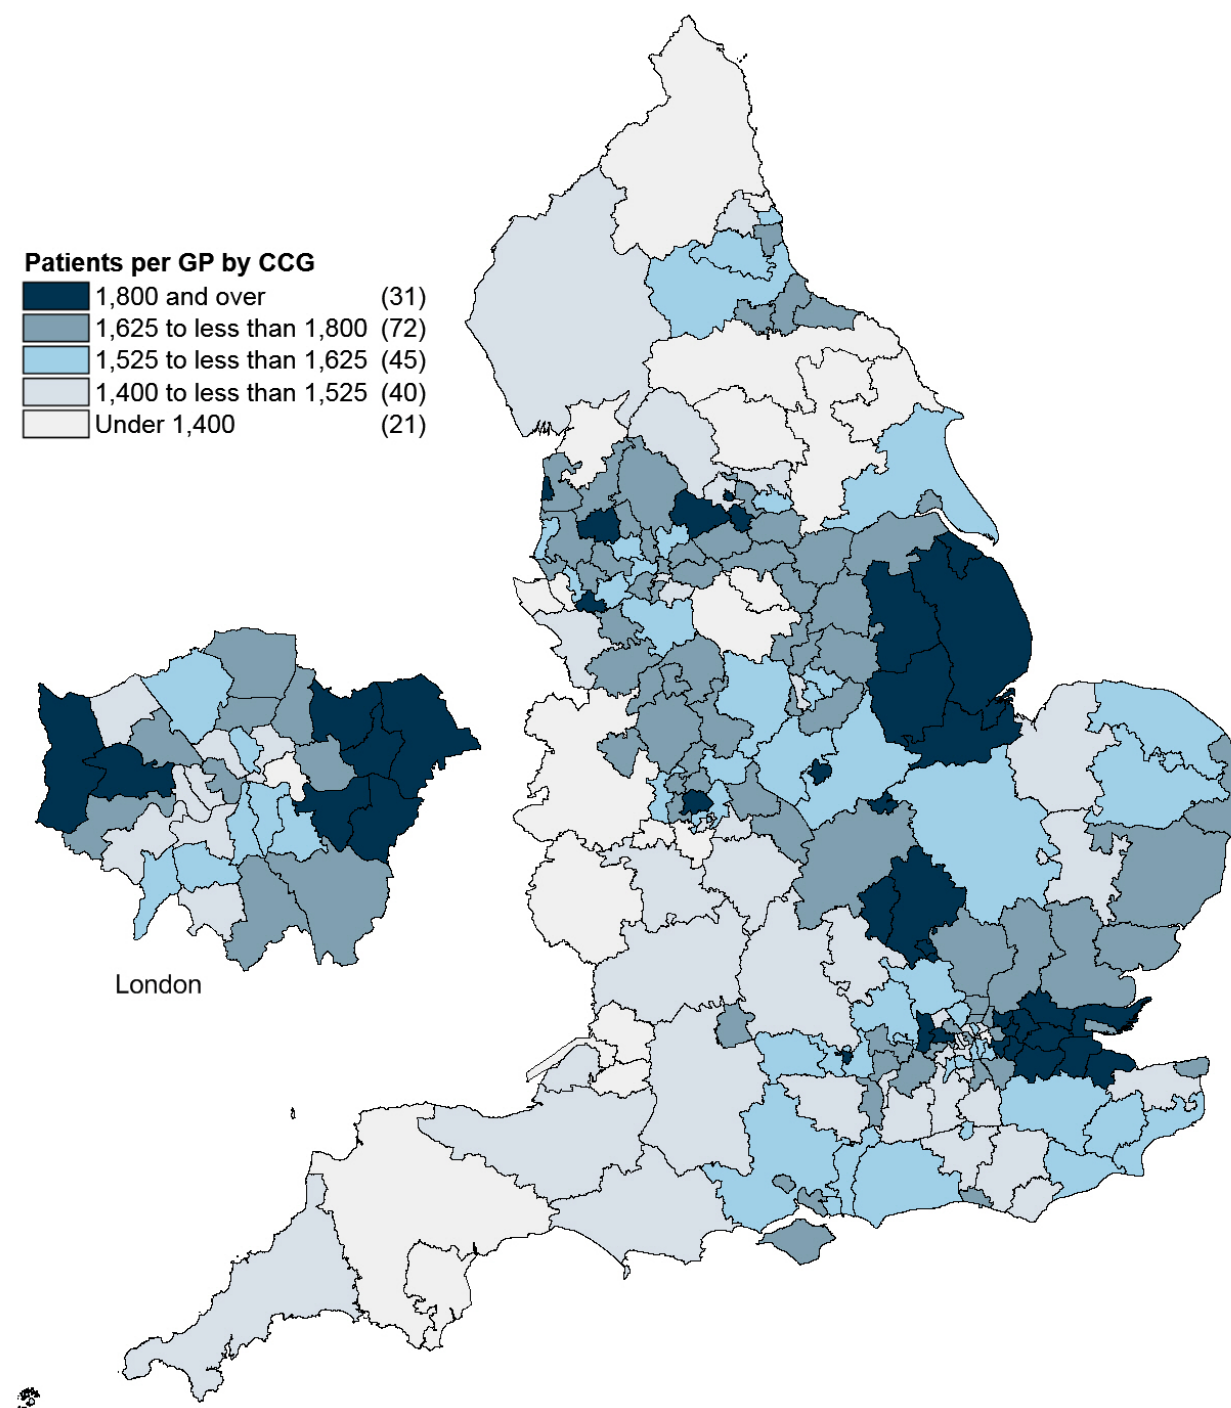 Patients per GP by CCG
1,800 and over (31)
1,625 to less than 1,800 (72)
1,525 to less than 1,625 (45)
1,400 to less than 1,525 (40)
Under 1,400 (21)
London